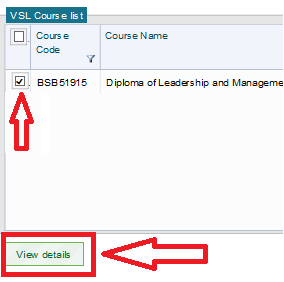 VSL Course list
Course Code
Course Name
BSB51915 Diploma of Leadership and Manageme
View details